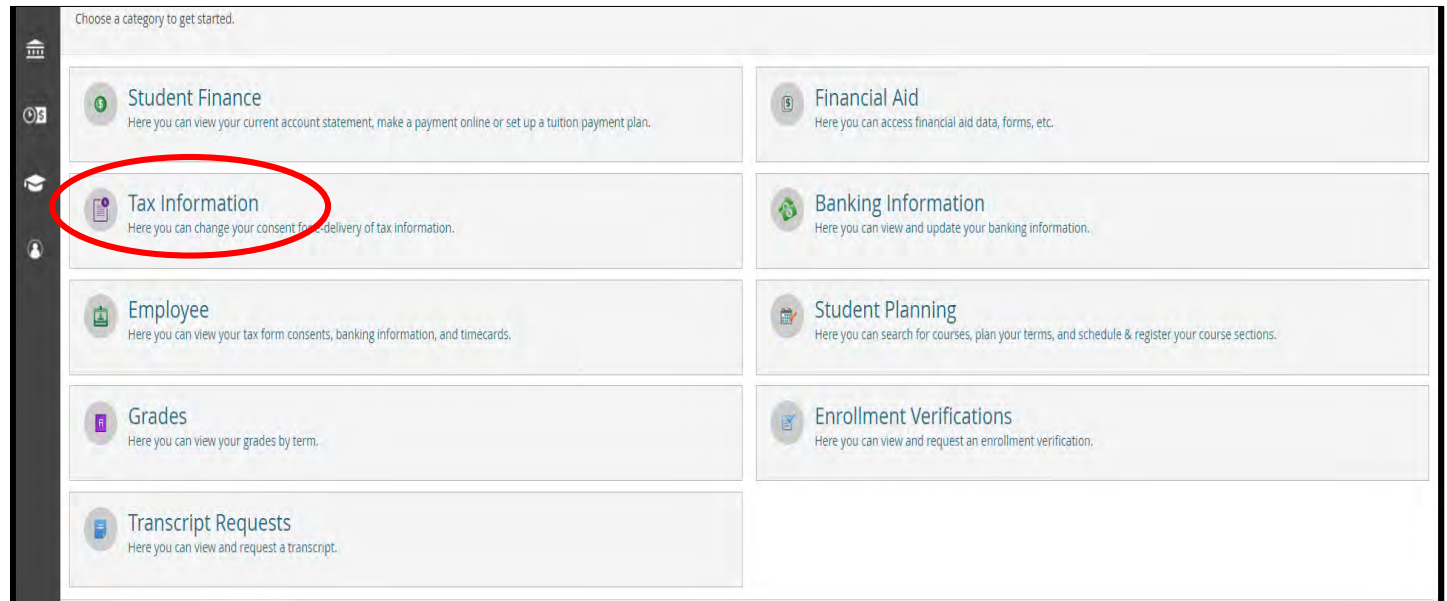 Choose a category to get started.
Student Finance
Here you can view your current account statement, make a payment online or set up a tuition payment plan.
Financial Aid
Here you can access financial aid data, forms, etc.
Tax Information
Here you can change your consent for e-delivery of tax information.
Banking Information
Here you can view and update your banking information.
Employee
Here you can view your tax form consents, banking information, and timecards.
Student Planning
Here you can search for courses, plan your terms, and schedule & register your course sections.
Grades
Here you can view your grades by term.
Enrollment Verifications
Here you can view and request an enrollment verification.
Transcript Requests
Here you can view and request a transcript.